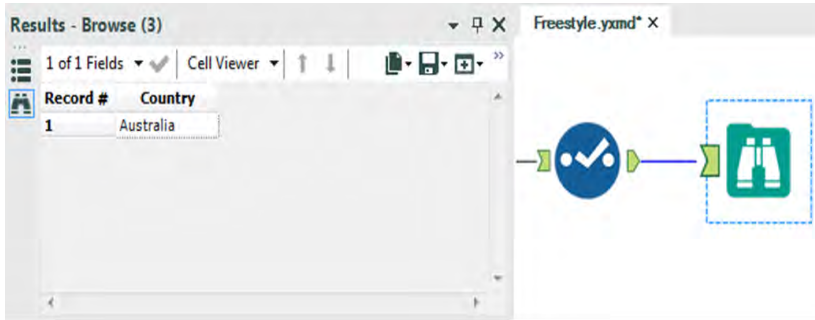 Results - Browse (3)
Freestyle.yxmd* X
1 of 1 Fields
Cell Viewer
Record #
Country
1
Australia